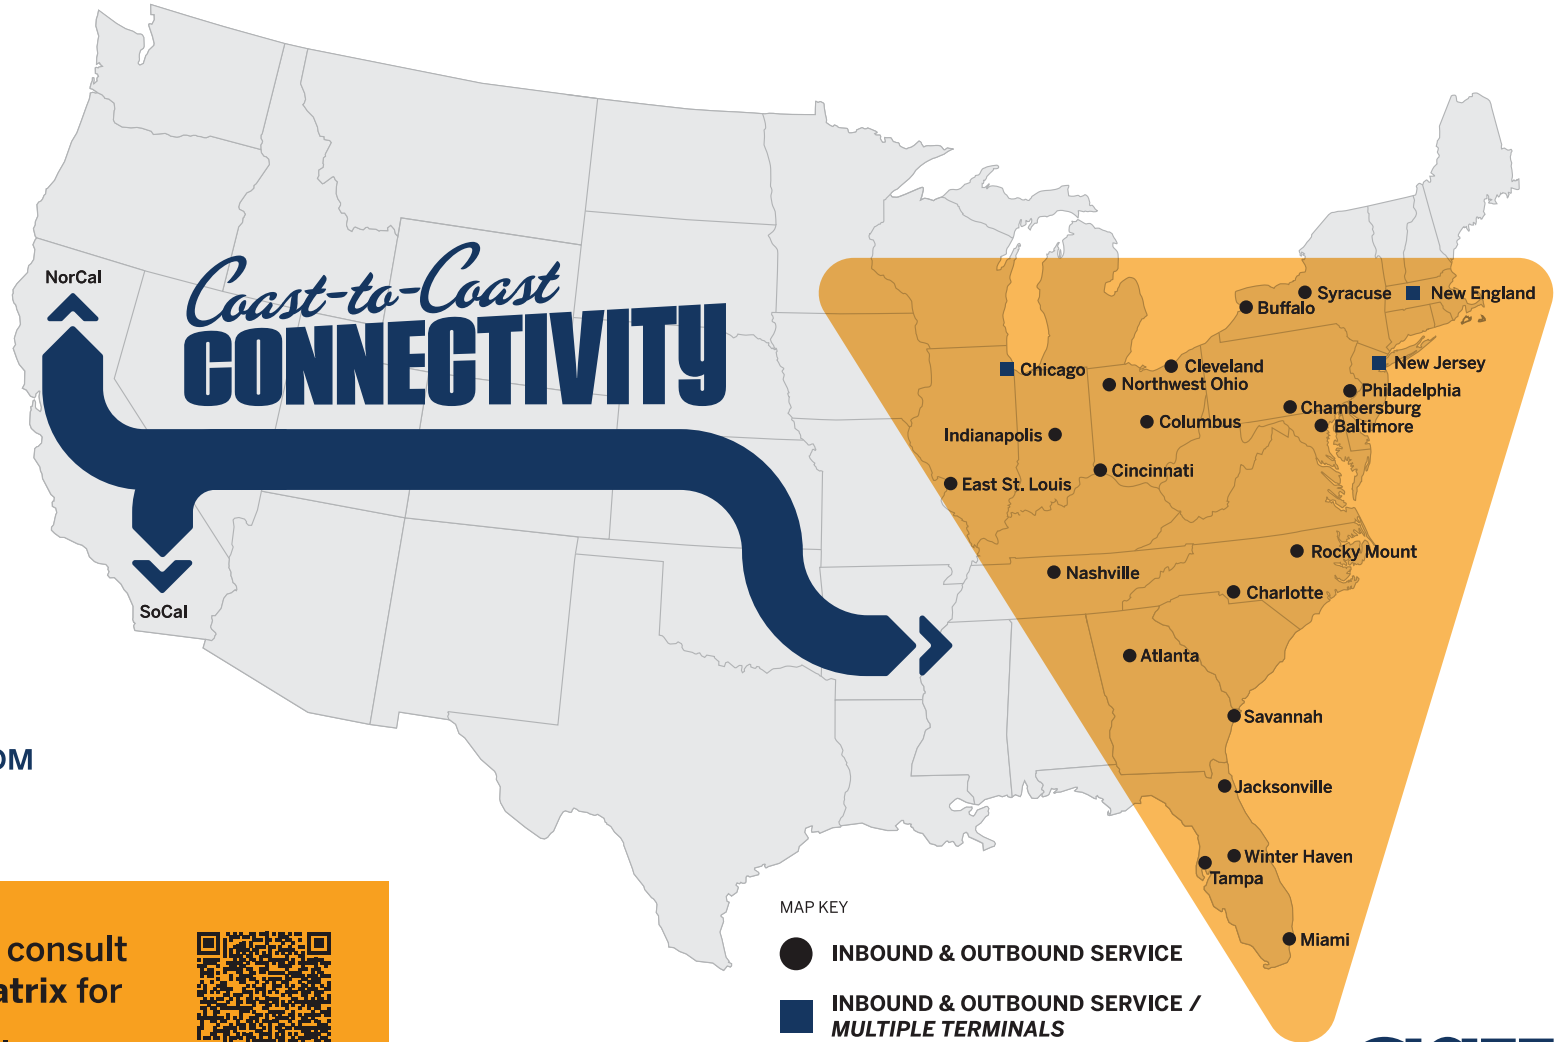 NorCal
Coast-to-Coast
CONNECTIVITY
SoCal
Syracuse
New England
Buffalo
Chicago
Cleveland
New Jersey
Northwest Ohio
Philadelphia
Chambersburg
Columbus
Baltimore
Indianapolis
Cincinnati
East St. Louis
Rocky Mount
Nashville
Charlotte
Atlanta
Savannah
Jacksonville
Winter Haven
Tampa
Miami
MAP KEY
INBOUND & OUTBOUND SERVICE
INBOUND & OUTBOUND SERVICE /
MULTIPLE TERMINALS
OM
consult
atrix for